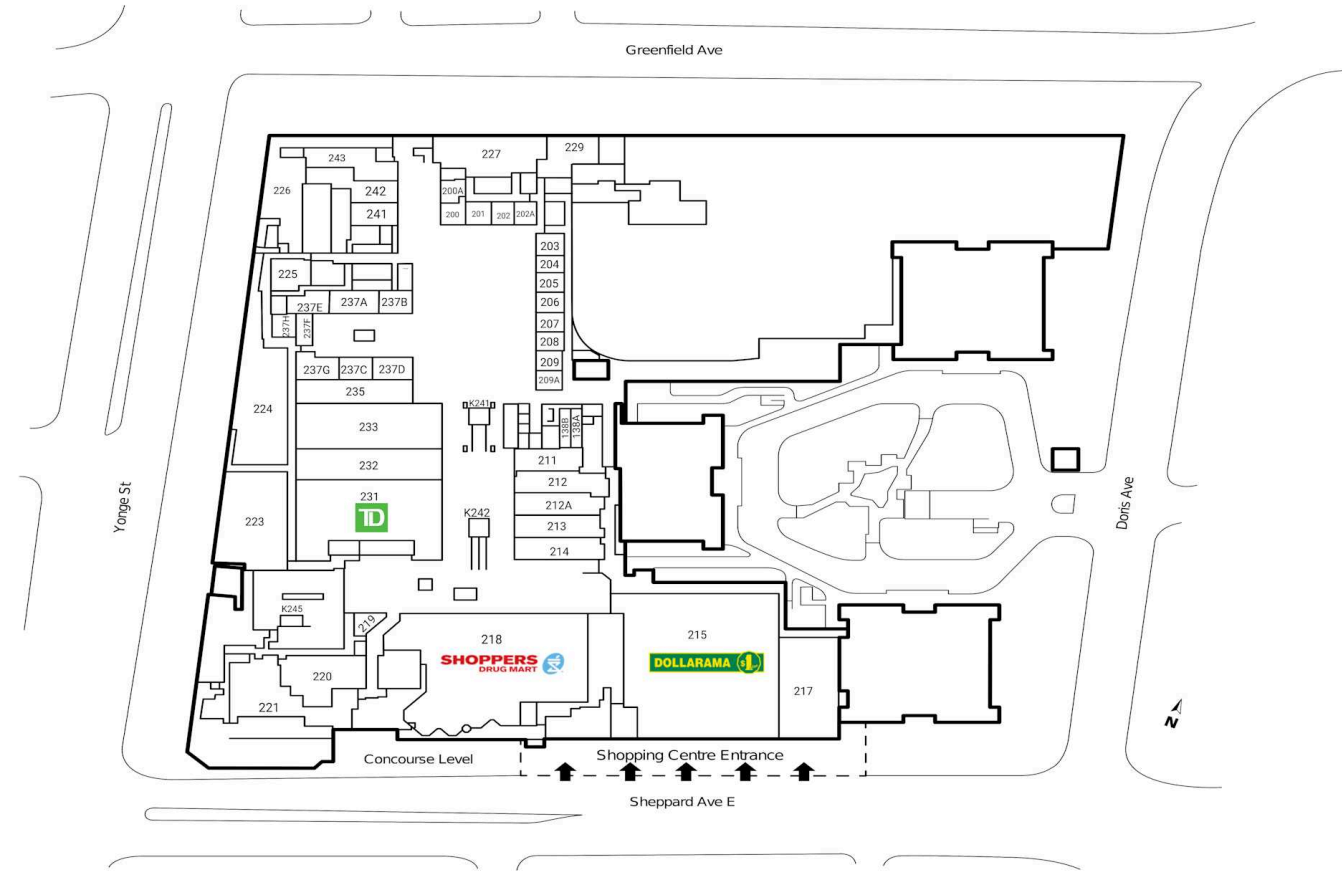 Greenfield Ave
243
227
229
226
242
200A
241
200
201
202
202A
203
204
225
205
237E
237A
237B
206
237H
237F
207
208
237G
237C
237D
209
209A
235
K241
224
233
138B
138A
211
232
212
231
TD
212A
Yonge St
223
K242
213
Doris Ave
214
K245
219
218
215
SHOPPERS
DRUG MART
DOLLARAMA $1
220
217
221
N
Concourse Level
Shopping Centre Entrance
Sheppard Ave E